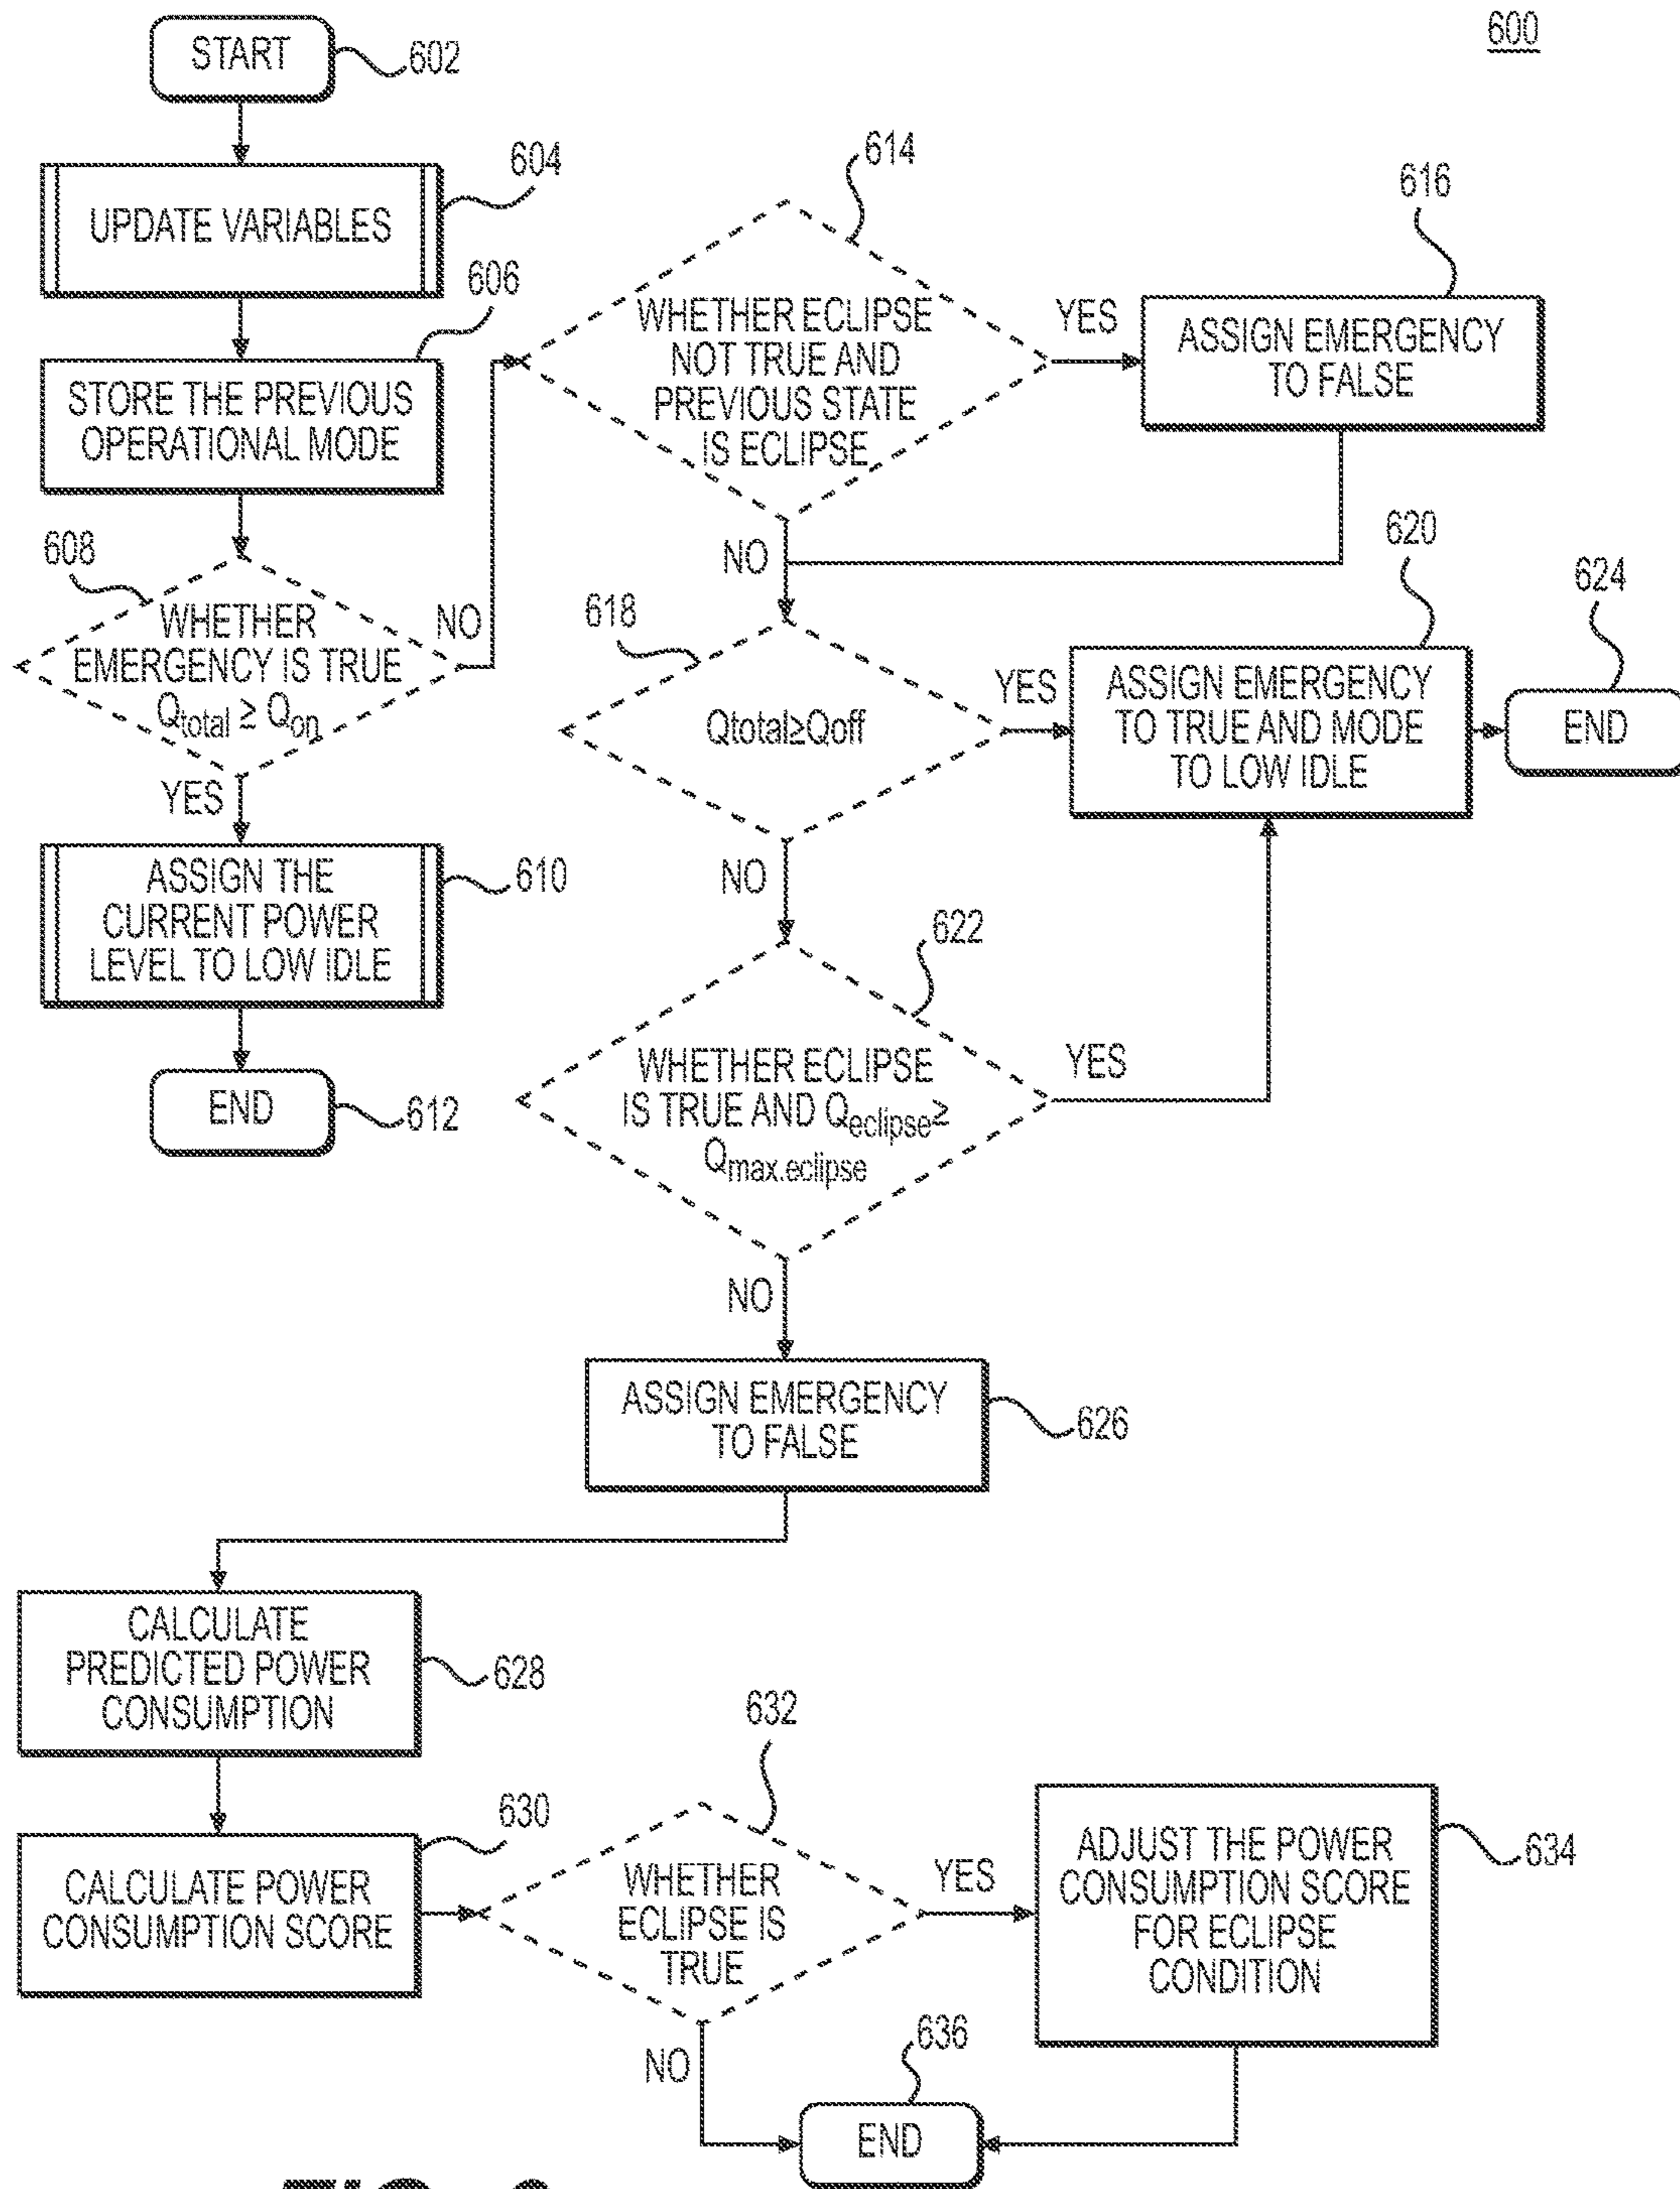 600
START
602
604
UPDATE VARIABLES
606
STORE THE PREVIOUS
OPERATIONAL MODE
608
WHETHER
EMERGENCY IS TRUE
Qtotal ≥ Qon
NO
YES
ASSIGN THE
CURRENT POWER
LEVEL TO LOW IDLE
610
END
612
614
WHETHER ECLIPSE
NOT TRUE AND
PREVIOUS STATE
IS ECLIPSE
YES
NO
616
ASSIGN EMERGENCY
TO FALSE
618
Qtotal≥Qoff
YES
NO
620
ASSIGN EMERGENCY
TO TRUE AND MODE
TO LOW IDLE
624
END
622
WHETHER ECLIPSE
IS TRUE AND Qeclipse≥
Qmax.eclipse
YES
NO
ASSIGN EMERGENCY
TO FALSE
626
CALCULATE
PREDICTED POWER
CONSUMPTION
628
630
CALCULATE POWER
CONSUMPTION SCORE
632
WHETHER
ECLIPSE IS
TRUE
YES
NO
ADJUST THE POWER
CONSUMPTION SCORE
FOR ECLIPSE
CONDITION
634
636
END